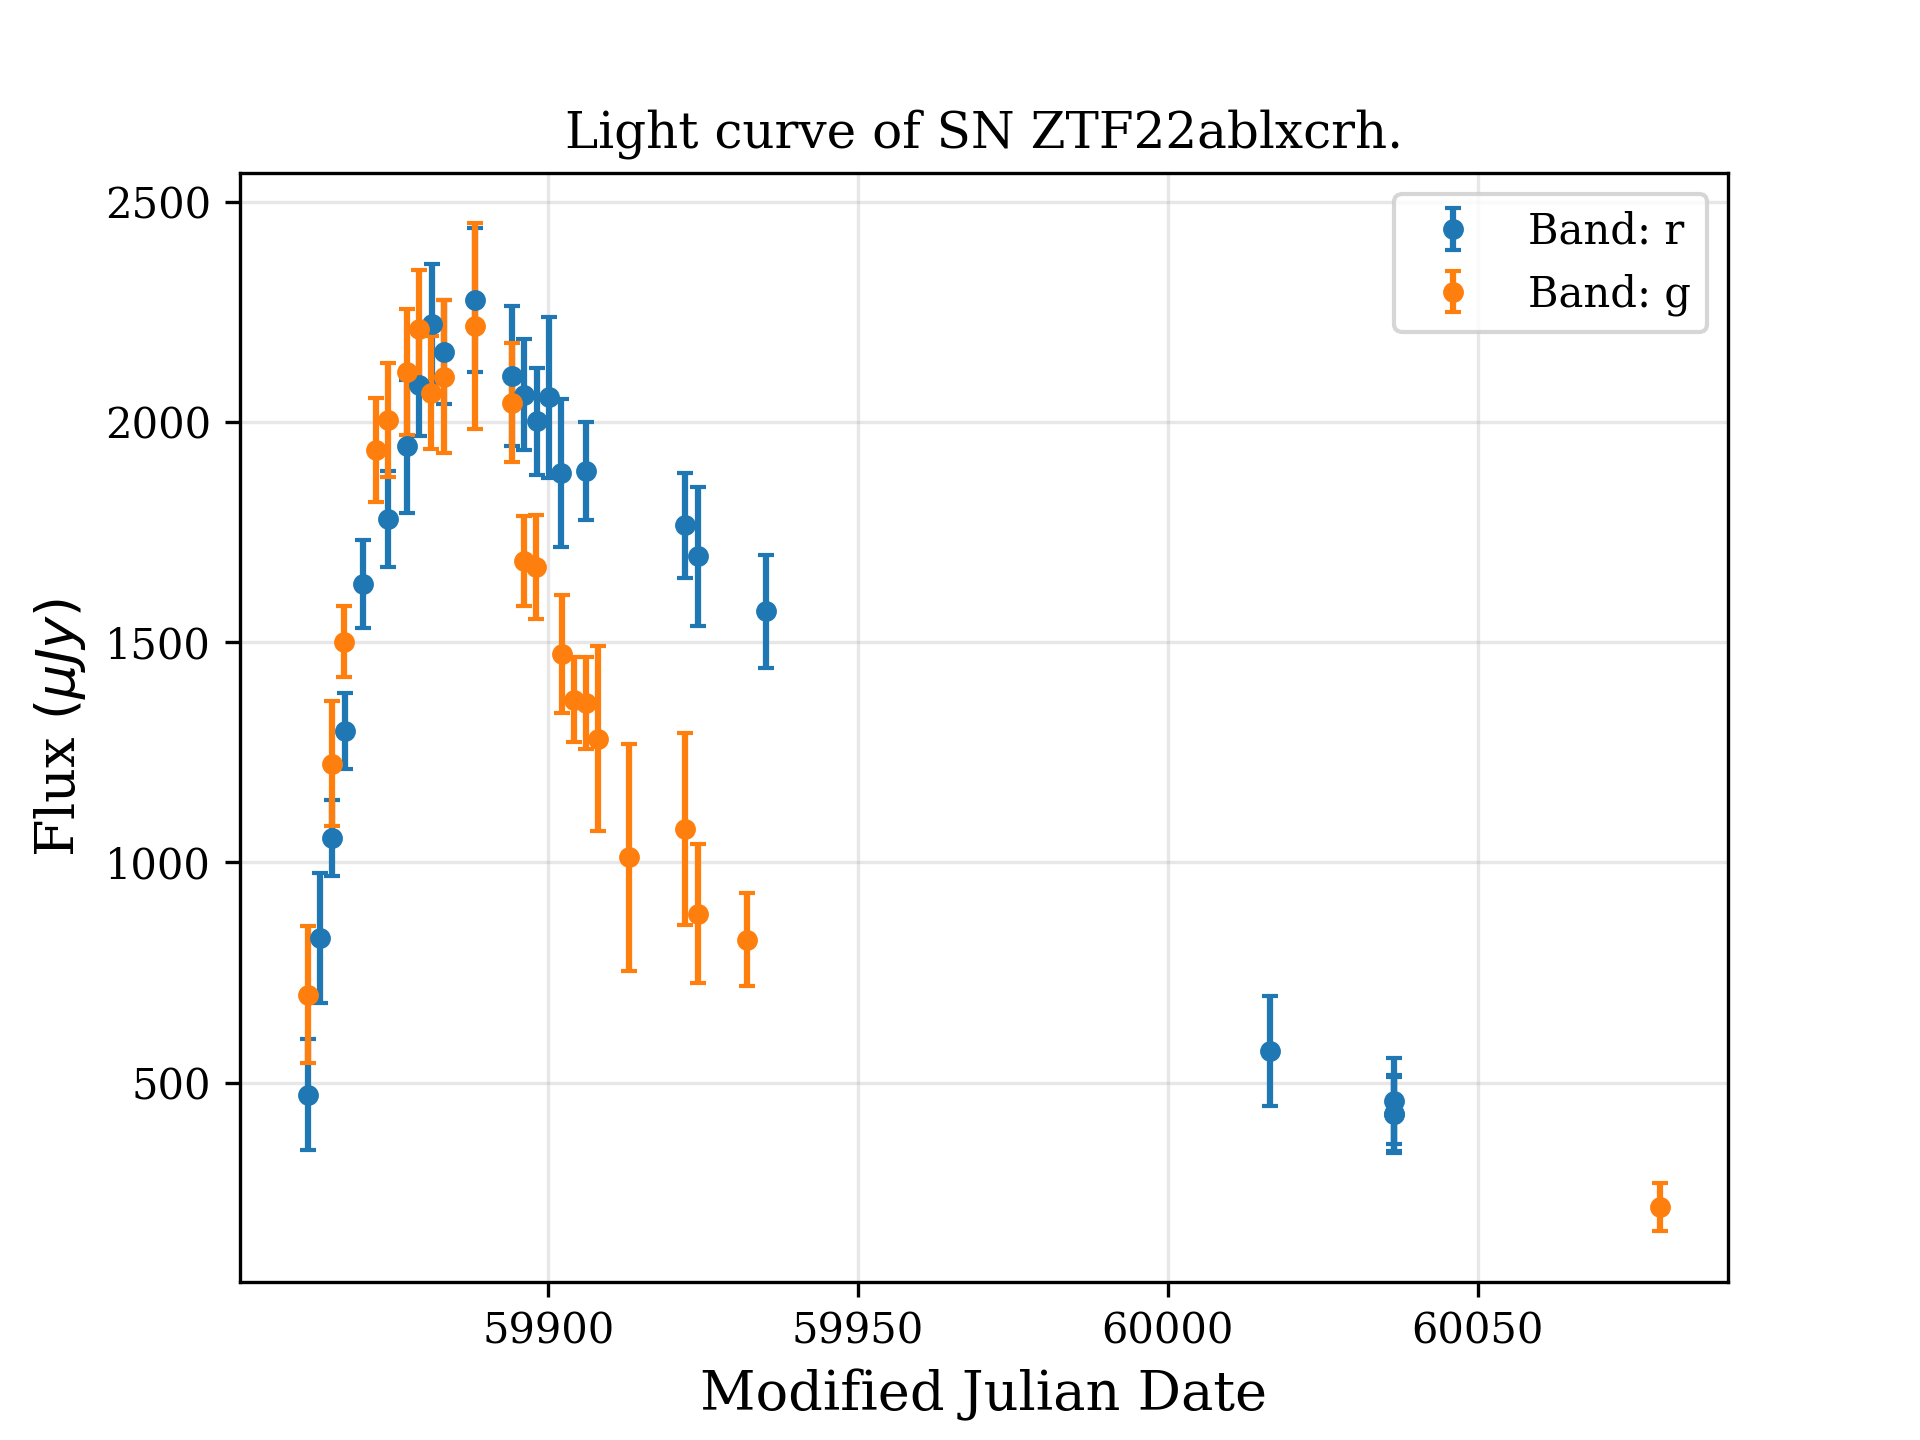 Light curve of SN ZTF22ablxcrh.
2500
2000
1500
1000
500
Flux (μJy)
Band: r
Band: g
59900 59950 60000 60050
Modified Julian Date